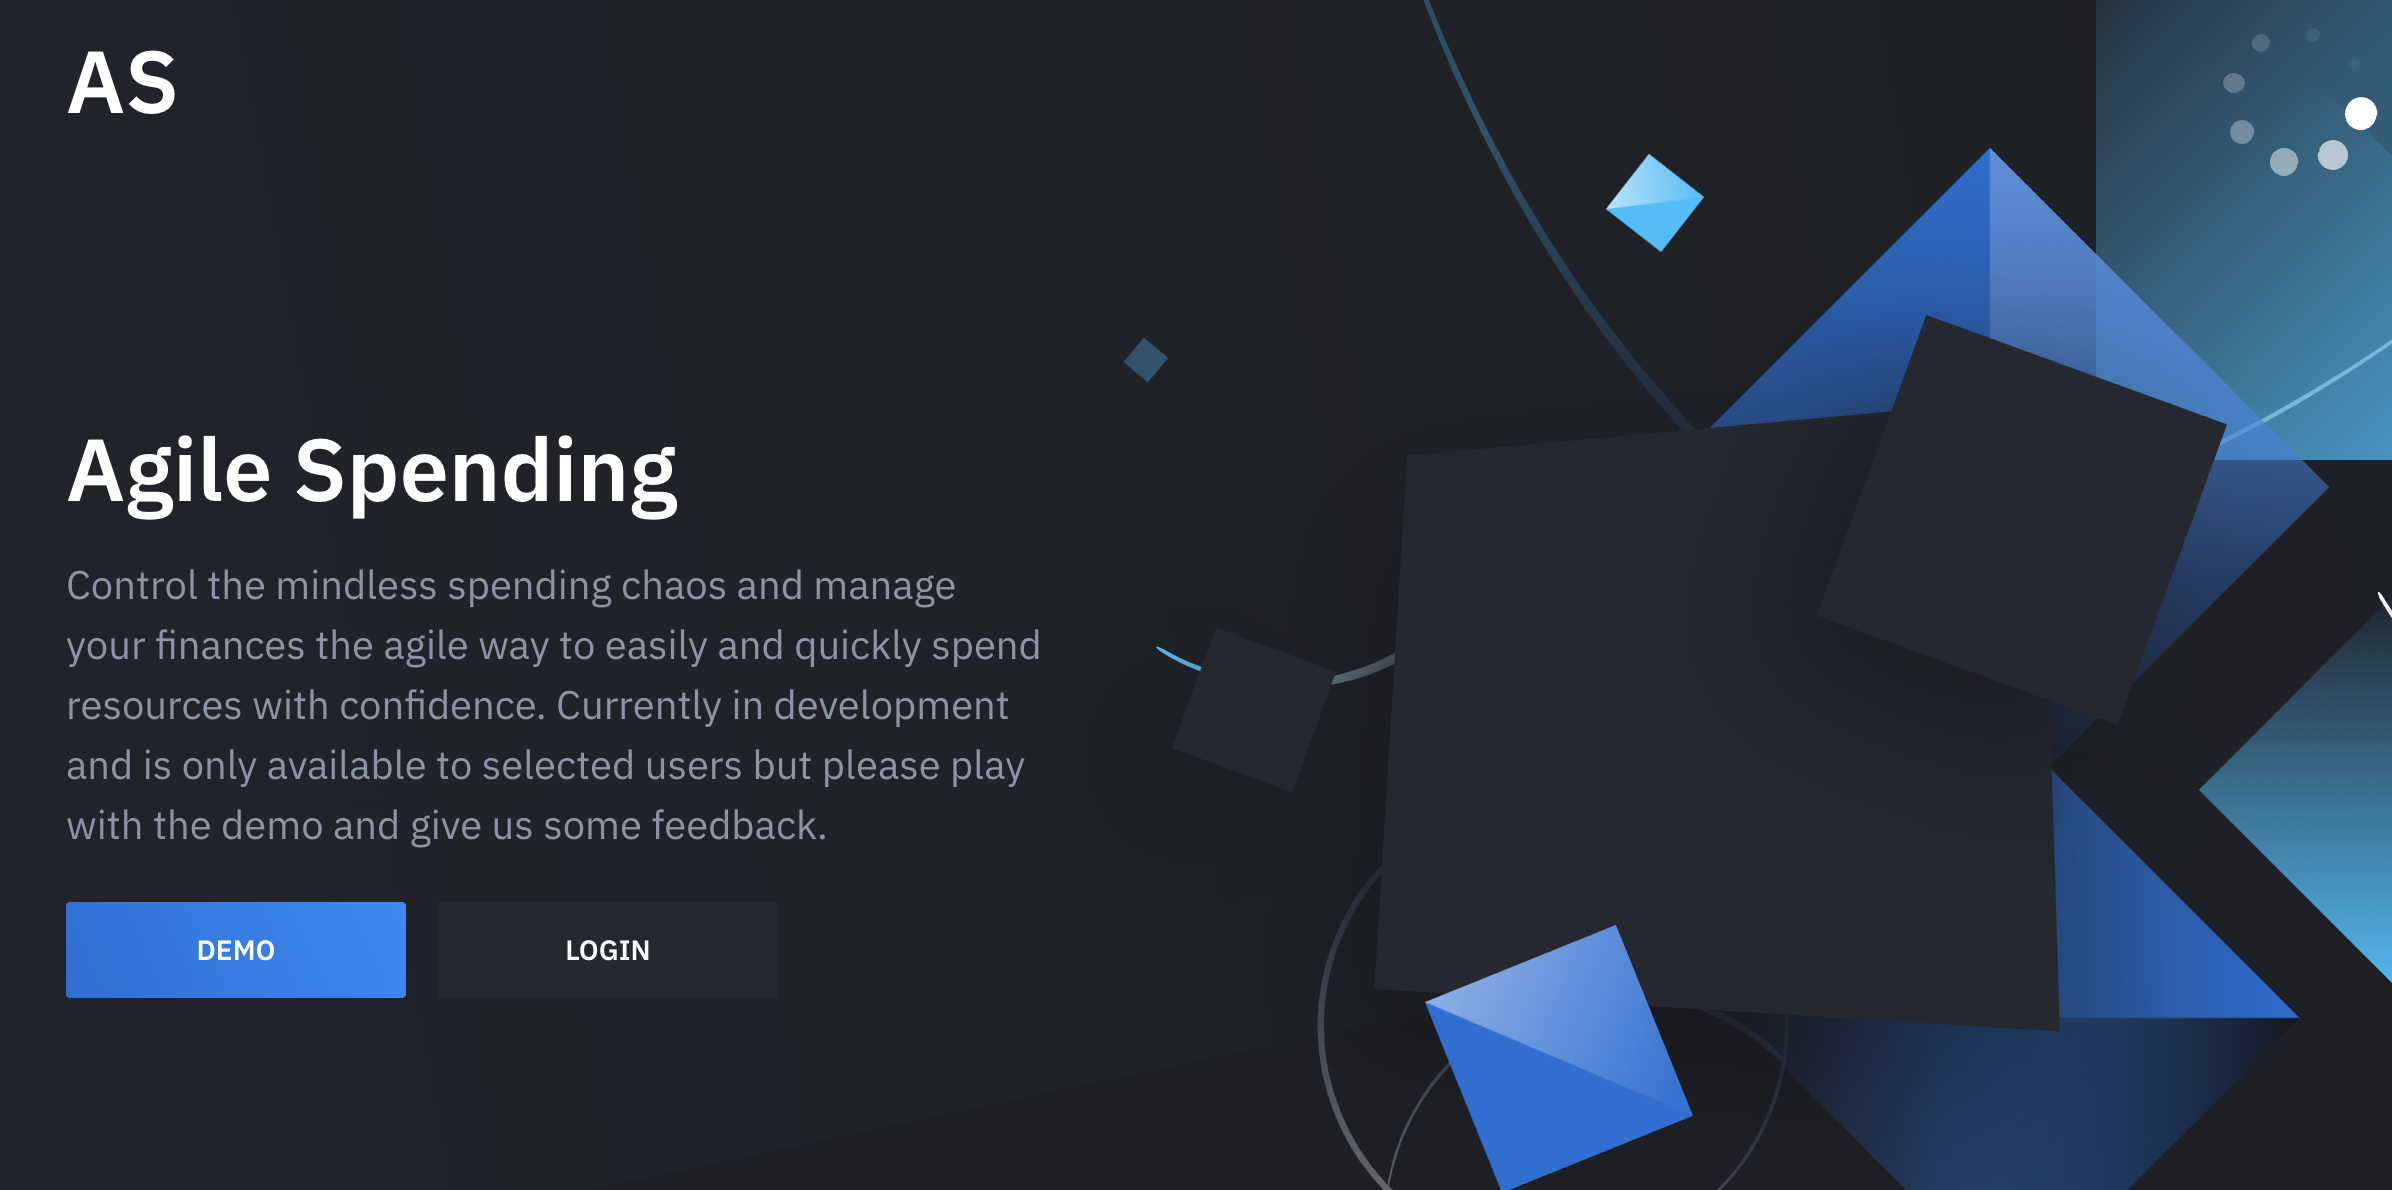 AS
Agile Spending
Control the mindless spending chaos and manage
your finances the agile way to easily and quickly spend
resources with confidence. Currently in development
and is only available to selected users but please play
with the demo and give us some feedback.
DEMO
LOGIN